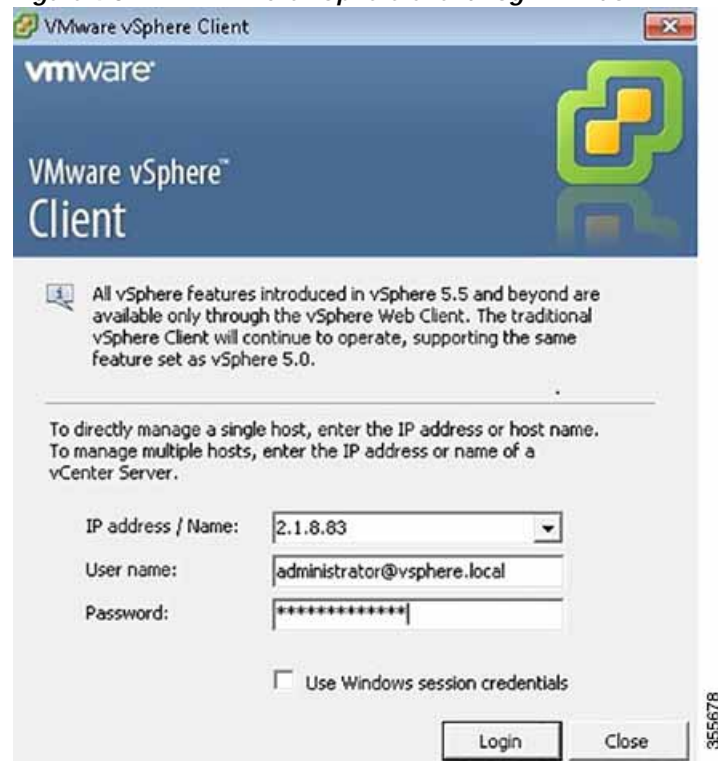 VMware vSphere Client
vmware
VMware vSphere™
Client
All vSphere features introduced in vSphere 5.5 and beyond are
available only through the vSphere Web Client. The traditional
vSphere Client will continue to operate, supporting the same
feature set as vSphere 5.0.
To directly manage a single host, enter the IP address or host name.
To manage multiple hosts, enter the IP address or name of a
vCenter Server.
IP address / Name: 2.1.8.83
User name: administrator@vsphere.local
Password: *************
Use Windows session credentials
Login Close
355678